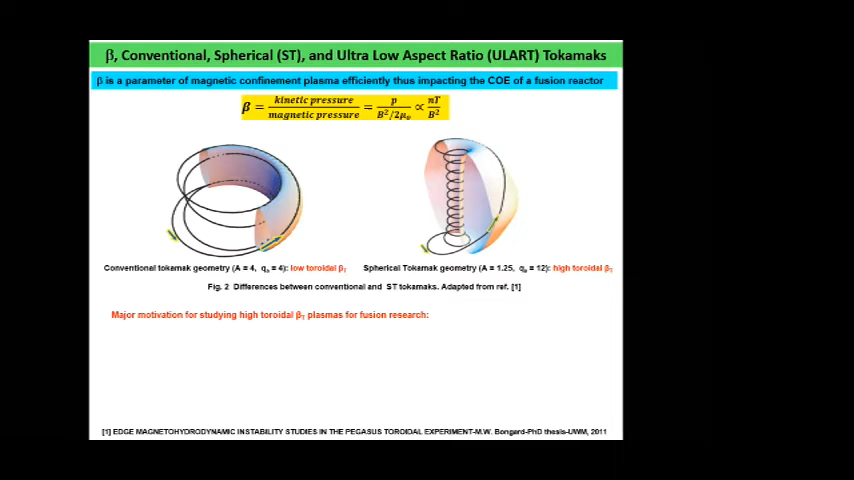 β, Conventional, Spherical (ST), and Ultra Low Aspect Ratio (ULART) Tokamaks
β is a parameter of magnetic confinement plasma efficiently thus impacting the COE of a fusion reactor
β = kinetic pressure / magnetic pressure = p / B²/2μₒ ∝ nT / B²
Conventional tokamak geometry (A = 4, qₐ = 4): low toroidal βT
Spherical Tokamak geometry (A = 1.25, qₐ = 12): high toroidal βT
Fig. 2 Differences between conventional and ST tokamaks. Adapted from ref. [1]
Major motivation for studying high toroidal βT plasmas for fusion research:
[1] EDGE MAGNETOHYDRODYNAMIC INSTABILITY STUDIES IN THE PEGASUS TOROIDAL EXPERIMENT-M.W. Bongard-PhD thesis-UWM, 2011